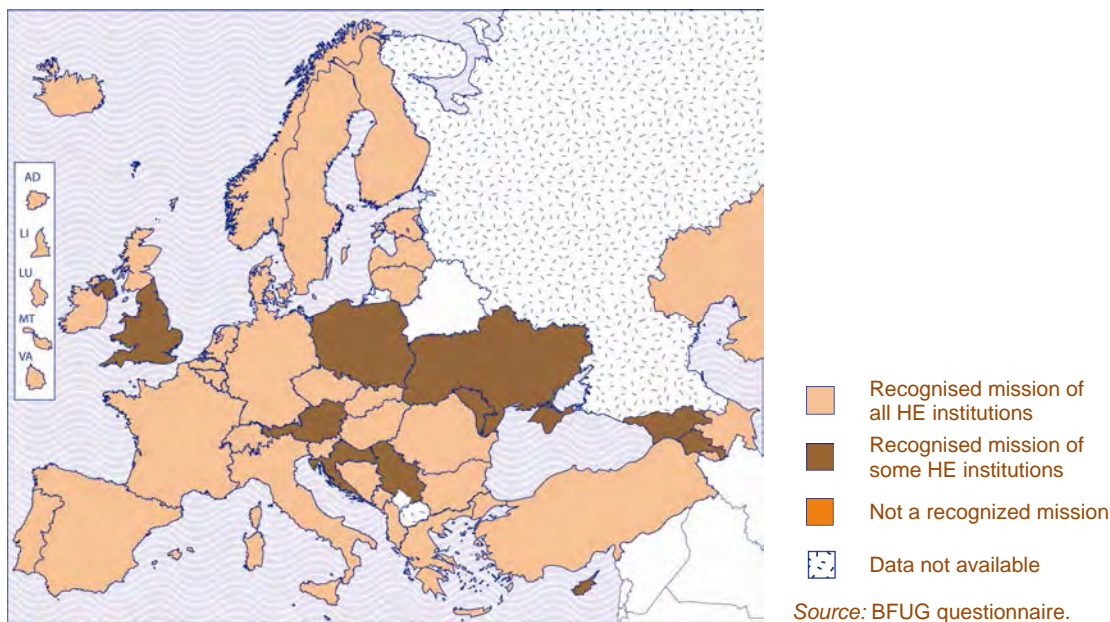 AD
LI
LU
MT
VA
Recognised mission of
all HE institutions
Recognised mission of
some HE institutions
Not a recognized mission
Data not available
Source: BFUG questionnaire.